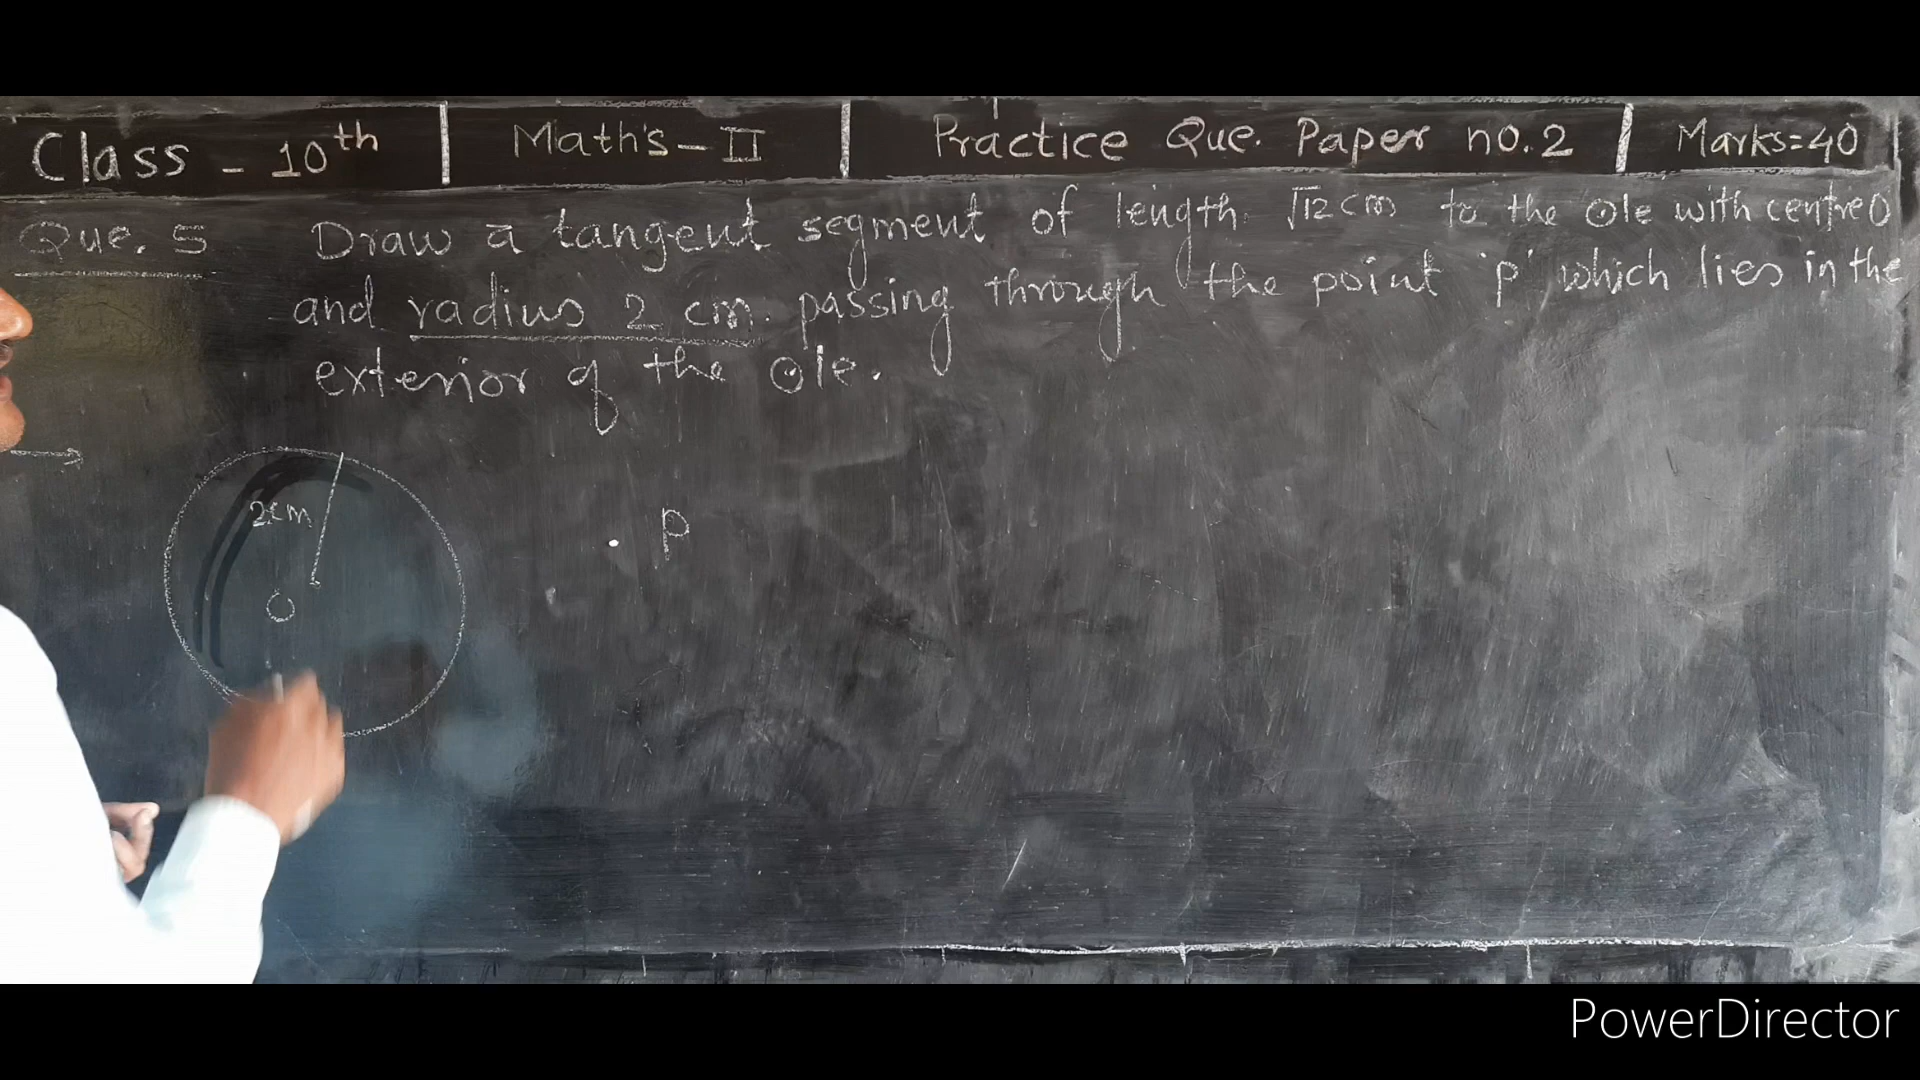 Class - 10th | Math's - II | Practice Que. Paper no. 2 | Marks=40
Que. 5 Draw a tangent segment of length √12 cm to the ⊙le with centre O
and radius 2 cm. passing through the point 'p' which lies in the
exterior of the ⊙le.
2cm
P
O
PowerDirector